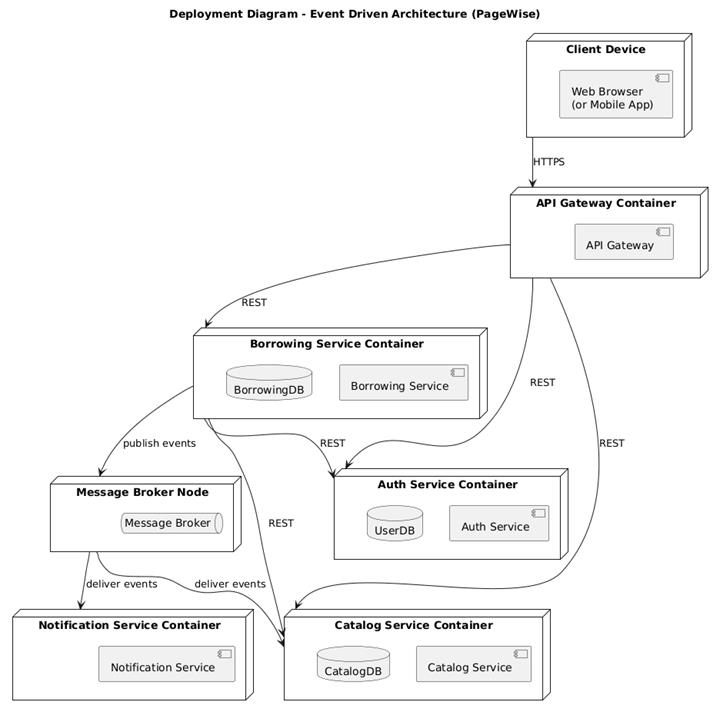 Deployment Diagram - Event Driven Architecture (PageWise)
Client Device
Web Browser
(or Mobile App)
HTTPS
API Gateway Container
API Gateway
REST
Borrowing Service Container
BorrowingDB
Borrowing Service
REST
REST
publish events
REST
Message Broker Node
Message Broker
Auth Service Container
UserDB
Auth Service
REST
deliver events
deliver events
Notification Service Container
Notification Service
Catalog Service Container
CatalogDB
Catalog Service